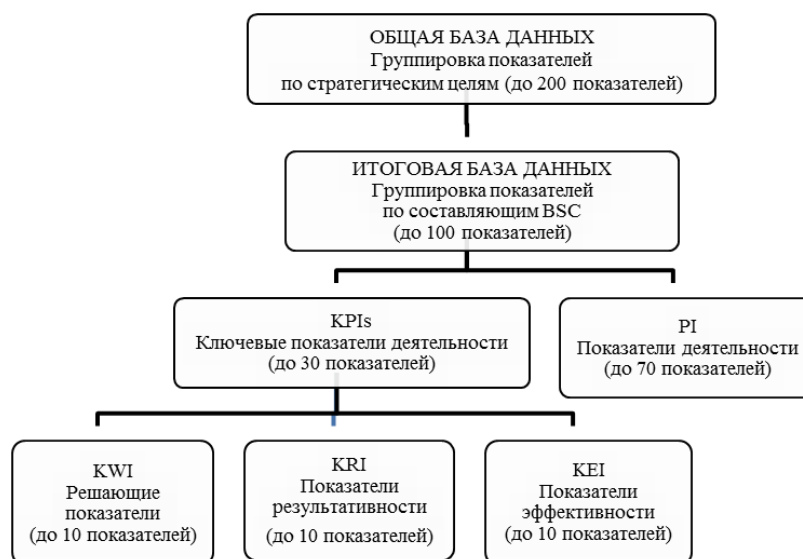 ОБЩАЯ БАЗА ДАННЫХ
Группировка показателей
по стратегическим целям (до 200 показателей)
ИТОГОВАЯ БАЗА ДАННЫХ
Группировка показателей
по составляющим BSC
(до 100 показателей)
KPIs
Ключевые показатели деятельности
(до 30 показателей)
PI
Показатели деятельности
(до 70 показателей)
KWI
Решающие
показатели
(до 10 показателей)
KRI
Показатели
результативности
(до 10 показателей)
KEI
Показатели
эффективности
(до 10 показателей)